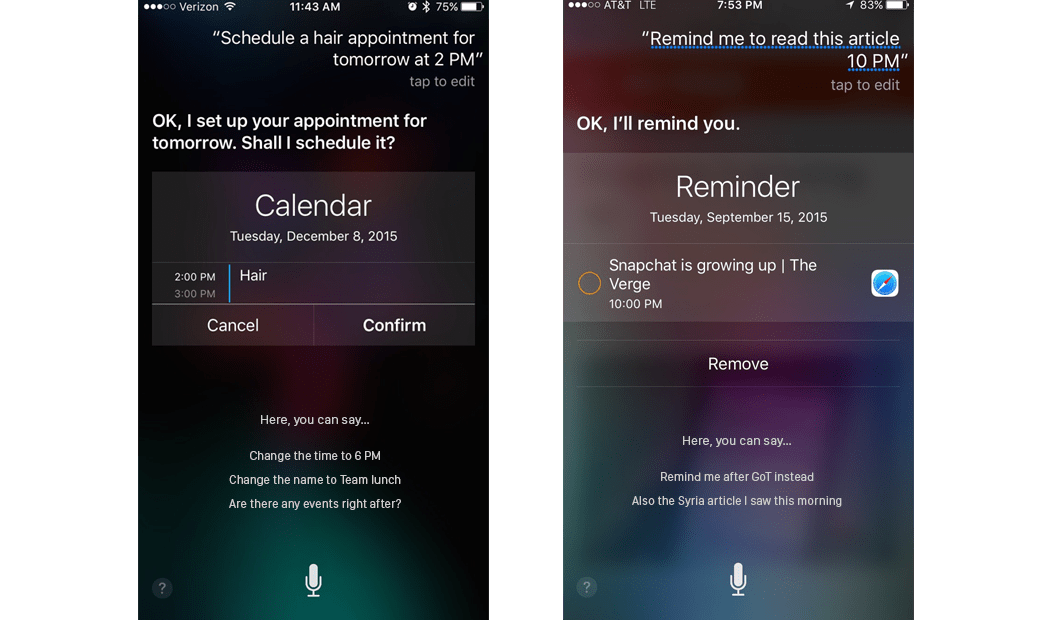 Verizon 11:43 AM 75%
“Schedule a hair appointment for
tomorrow at 2 PM”
tap to edit
OK, I set up your appointment for
tomorrow. Shall I schedule it?
Calendar
Tuesday, December 8, 2015
2:00 PM Hair
3:00 PM
Cancel Confirm
Here, you can say...
Change the time to 6 PM
Change the name to Team lunch
Are there any events right after?
?
AT&T LTE 7:53 PM 83%
“Remind me to read this article
10 PM”
tap to edit
OK, I’ll remind you.
Reminder
Tuesday, September 15, 2015
Snapchat is growing up | The
Verge
10:00 PM
Remove
Here, you can say...
Remind me after GoT instead
Also the Syria article I saw this morning
?